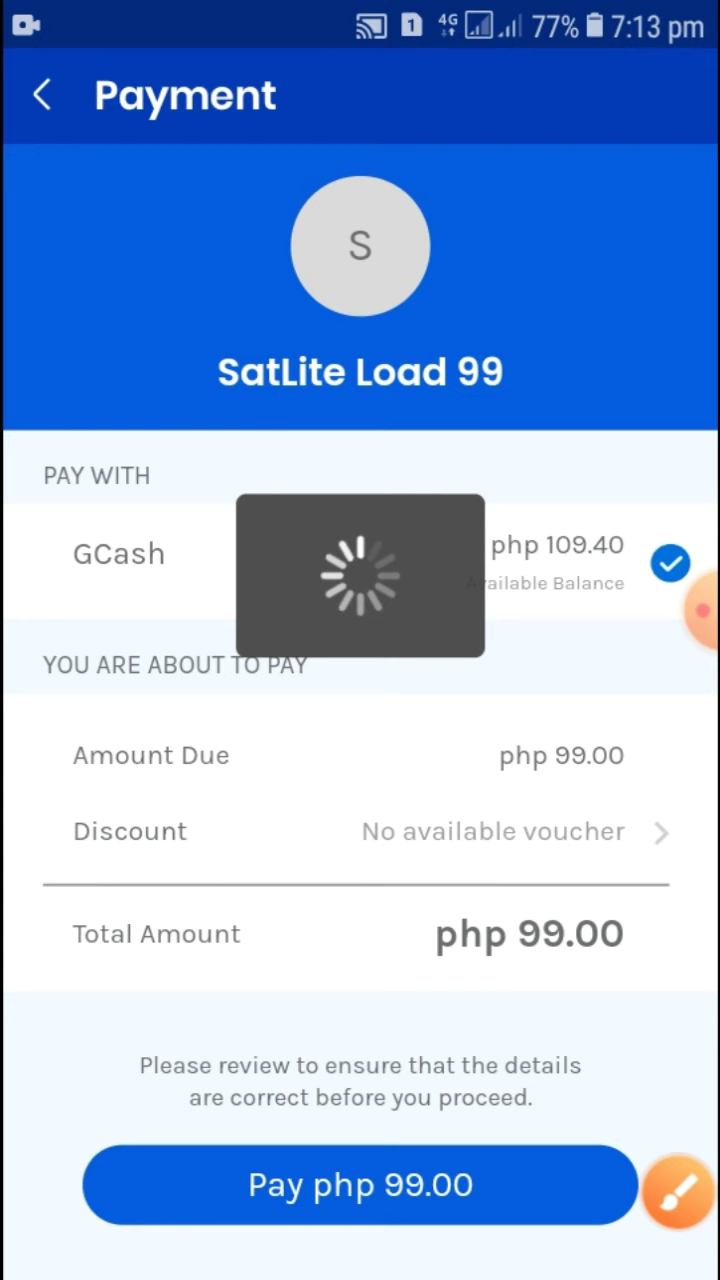 1 4G 77% 7:13 pm
Payment
S
SatLite Load 99
PAY WITH
GCash php 109.40
Available Balance
YOU ARE ABOUT TO PAY
Amount Due php 99.00
Discount No available voucher
Total Amount php 99.00
Please review to ensure that the details
are correct before you proceed.
Pay php 99.00